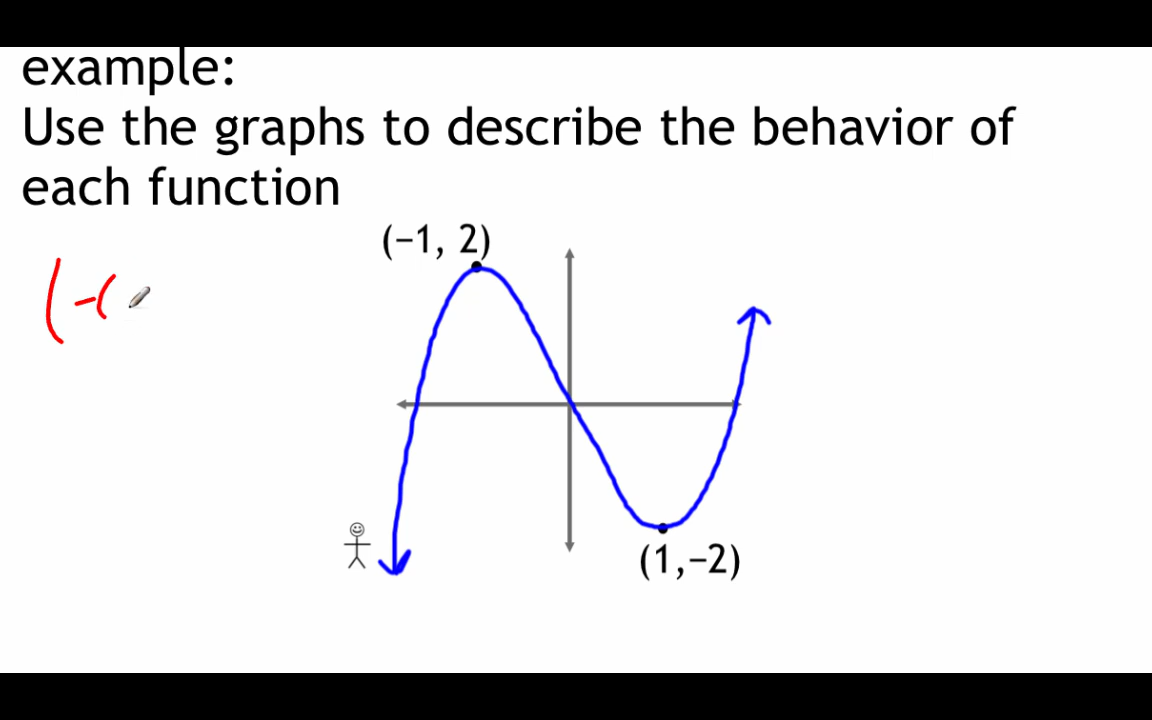 example:
Use the graphs to describe the behavior of
each function
(-1, 2)
(-(
(1,-2)